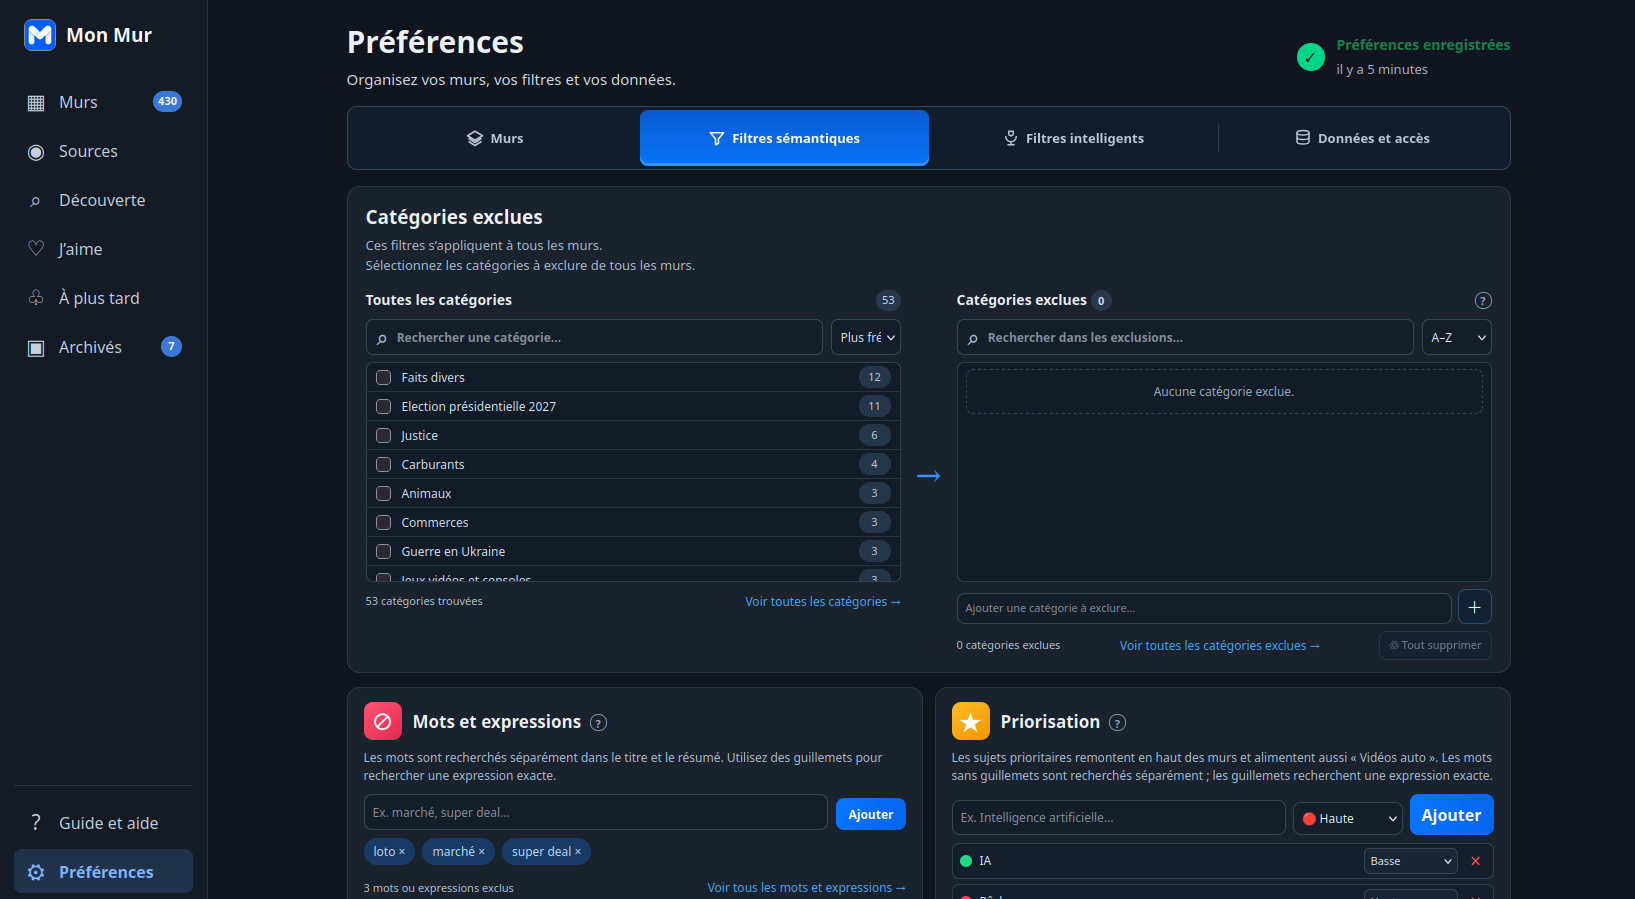 Mon Mur
Murs 430
Sources
Découverte
J’aime
À plus tard
Archivés 7
? Guide et aide
Préférences
Préférences
Organisez vos murs, vos filtres et vos données.
Préférences enregistrées
il y a 5 minutes
Murs
Filtres sémantiques
Filtres intelligents
Données et accès
Catégories exclues
Ces filtres s’appliquent à tous les murs.
Sélectionnez les catégories à exclure de tous les murs.
Toutes les catégories 53
Rechercher une catégorie…
Plus fré
Faits divers 12
Election présidentielle 2027 11
Justice 6
Carburants 4
Animaux 3
Commerces 3
Guerre en Ukraine 3
Jeux vidéos et consoles 3
53 catégories trouvées
Voir toutes les catégories →
Catégories exclues 0 ?
Rechercher dans les exclusions…
A–Z
Aucune catégorie exclue.
Ajouter une catégorie à exclure… +
0 catégories exclues
Voir toutes les catégories exclues →
Tout supprimer
Mots et expressions ?
Les mots sont recherchés séparément dans le titre et le résumé. Utilisez des guillemets pour
rechercher une expression exacte.
Ex. marché, super deal…
Ajouter
loto × marché × super deal ×
3 mots ou expressions exclus
Voir tous les mots et expressions →
Priorisation ?
Les sujets prioritaires remontent en haut des murs et alimentent aussi « Vidéos auto ». Les mots
sans guillemets sont recherchés séparément ; les guillemets recherchent une expression exacte.
Ex. Intelligence artificielle…
Haute
Ajouter
IA
Basse